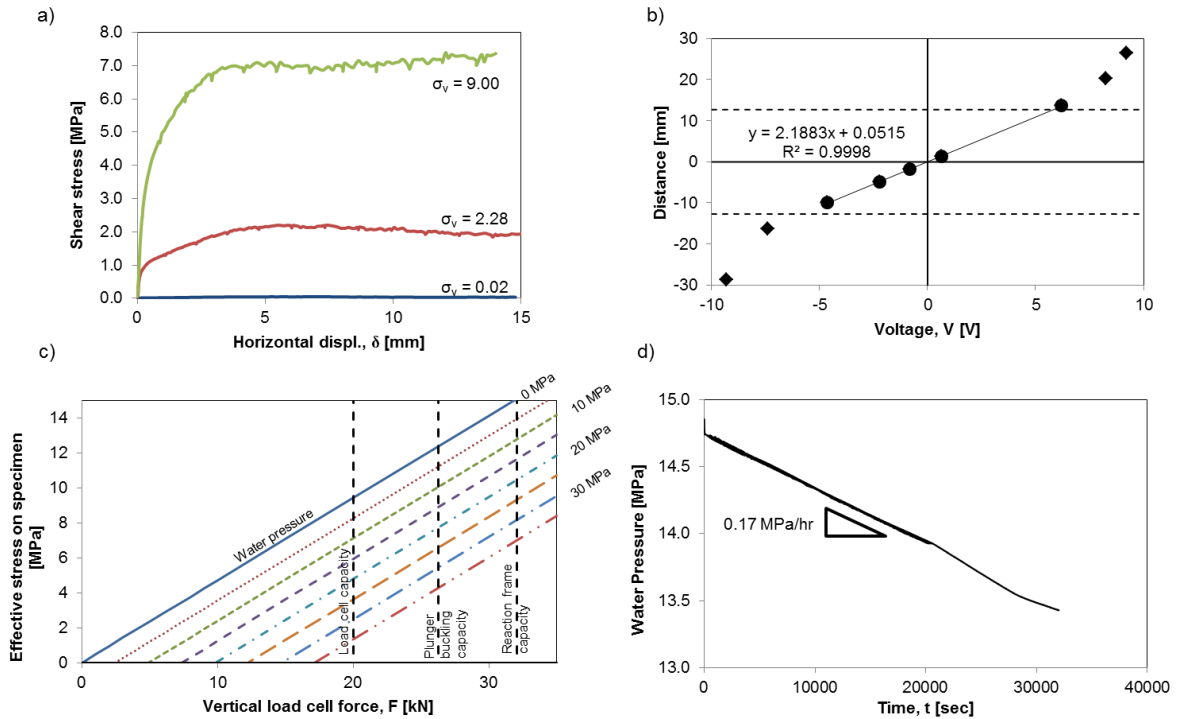 a)
8.0
7.0
6.0
5.0
4.0
3.0
2.0
1.0
0.0
Shear stress [MPa]
σv = 9.00
σv = 2.28
σv = 0.02
0
5
10
15
Horizontal displ., δ [mm]
b)
30
20
10
0
-10
-20
-30
Distance [mm]
y = 2.1883x + 0.0515
R² = 0.9998
-10
-5
0
5
10
Voltage, V [V]
c)
14
12
10
8
6
4
2
0
Effective stress on specimen
[MPa]
Water pressure
0 MPa
10 MPa
20 MPa
30 MPa
Load cell capacity
Plunger
buckling
capacity
Reaction frame
capacity
0
10
20
30
Vertical load cell force, F [kN]
d)
15.0
14.5
14.0
13.5
13.0
Water Pressure [MPa]
0.17 MPa/hr
0
10000
20000
30000
40000
Time, t [sec]